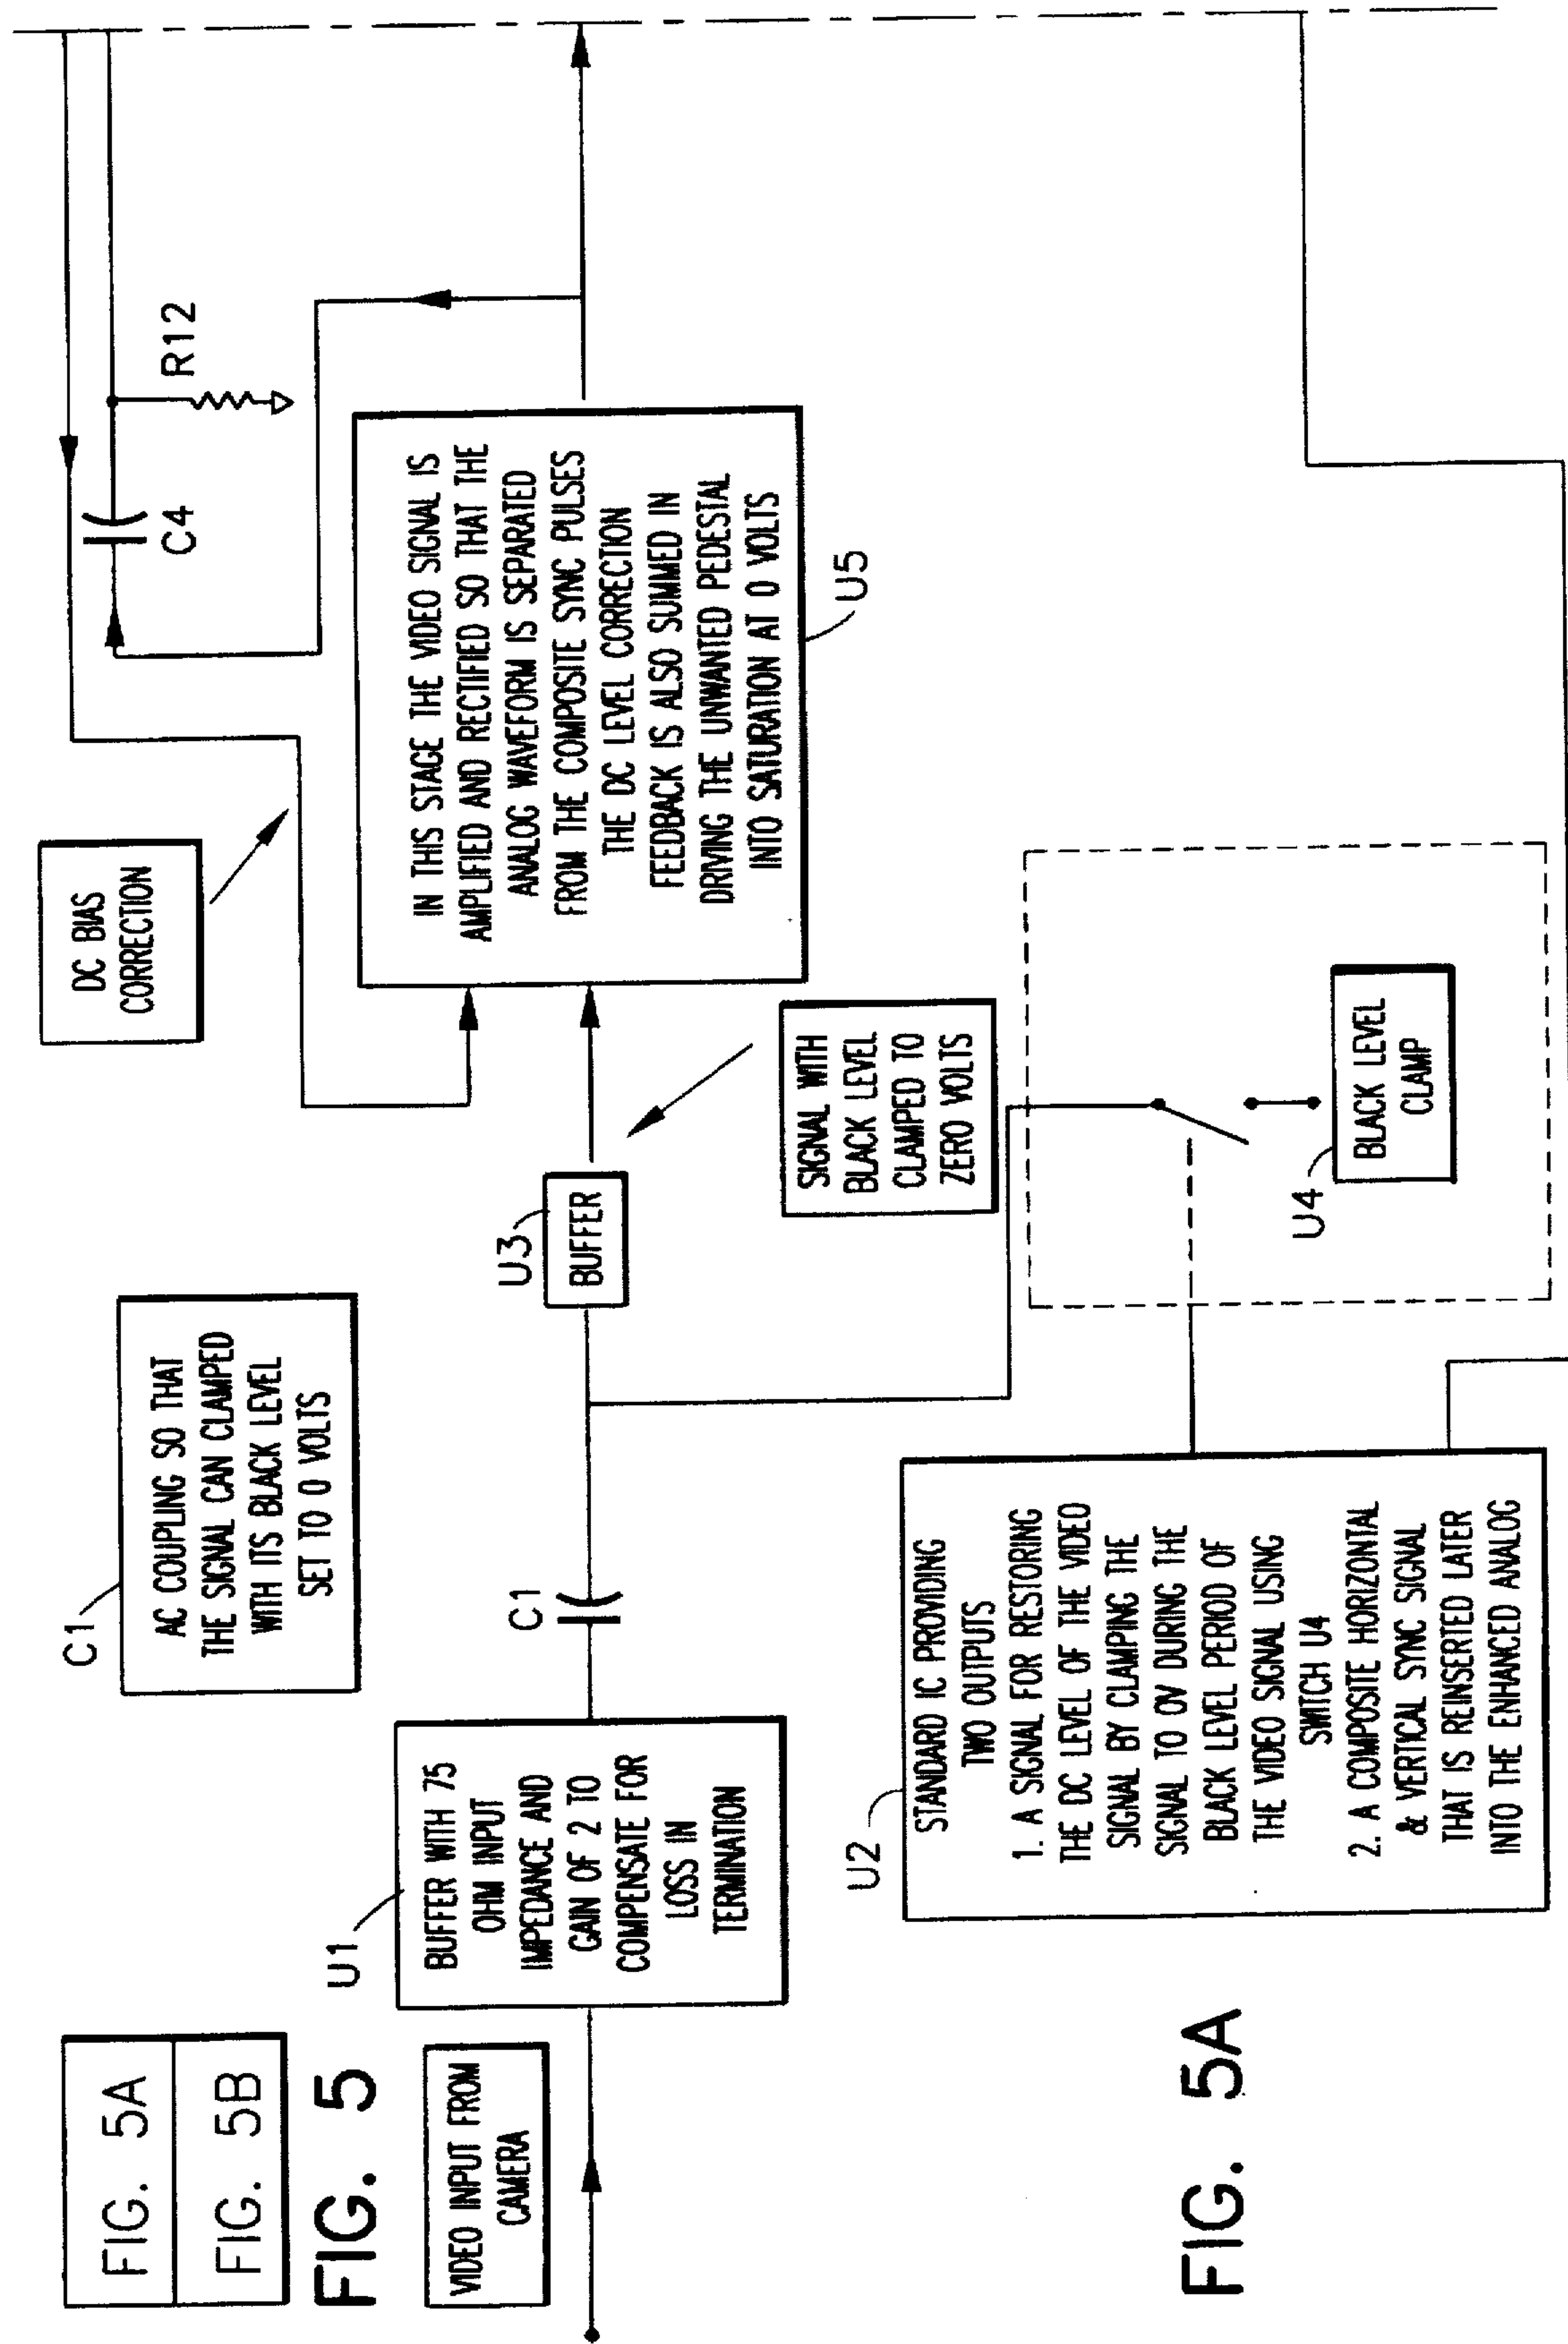 FIG. 5A
FIG. 5B
FIG. 5
VIDEO INPUT FROM
CAMERA
U1
BUFFER WITH 75
OHM INPUT
IMPEDANCE AND
GAIN OF 2 TO
COMPENSATE FOR
LOSS IN
TERMINATION
C1
AC COUPLING SO THAT
THE SIGNAL CAN CLAMPED
WITH ITS BLACK LEVEL
SET TO 0 VOLTS
C1
U3
BUFFER
DC BIAS
CORRECTION
SIGNAL WITH
BLACK LEVEL
CLAMPED TO
ZERO VOLTS
C4
R12
IN THIS STAGE THE VIDEO SIGNAL IS
AMPLIFIED AND RECTIFIED SO THAT THE
ANALOG WAVEFORM IS SEPARATED
FROM THE COMPOSITE SYNC PULSES
THE DC LEVEL CORRECTION
FEEDBACK IS ALSO SUMMED IN
DRIVING THE UNWANTED PEDESTAL
INTO SATURATION AT 0 VOLTS
U5
U2
STANDARD IC PROVIDING
TWO OUTPUTS
1. A SIGNAL FOR RESTORING
THE DC LEVEL OF THE VIDEO
SIGNAL BY CLAMPING THE
SIGNAL TO 0V DURING THE
BLACK LEVEL PERIOD OF
THE VIDEO SIGNAL USING
SWITCH U4
2. A COMPOSITE HORIZONTAL
& VERTICAL SYNC SIGNAL
THAT IS REINSERTED LATER
INTO THE ENHANCED ANALOG
U4
BLACK LEVEL
CLAMP
FIG. 5A